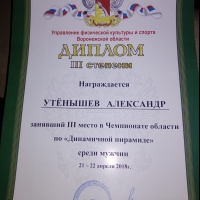 Управление физической культуры и спорта
Воронежской области
ДИПЛОМ
III степени
Награждается
УТЁНЫШЕВ АЛЕКСАНДР
занявший III место в Чемпионате области
по «Динамичной пирамиде»
среди мужчин
21 – 22 апреля 2018г.